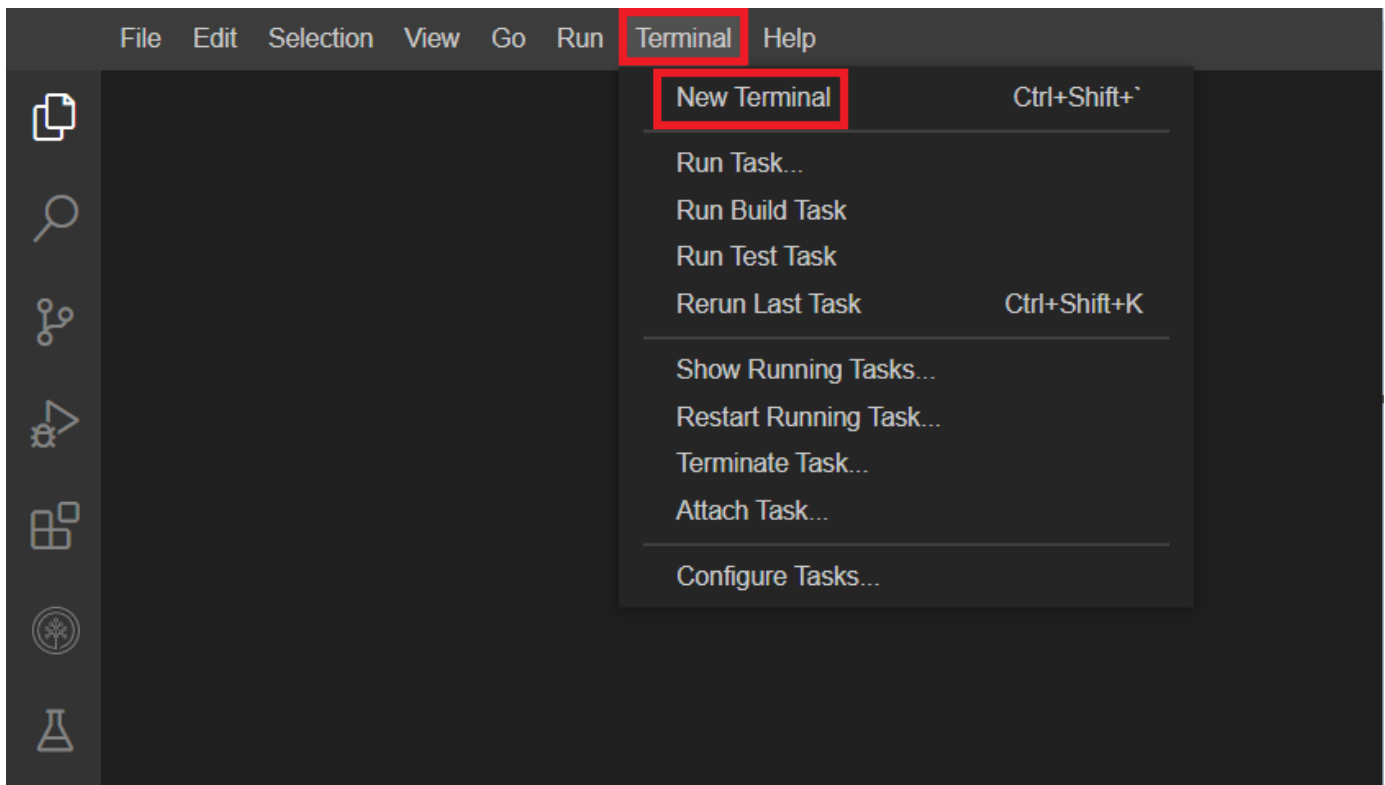 File Edit Selection View Go Run Terminal Help
New Terminal Ctrl+Shift+`
Run Task...
Run Build Task
Run Test Task
Rerun Last Task Ctrl+Shift+K
Show Running Tasks...
Restart Running Task...
Terminate Task...
Attach Task...
Configure Tasks...